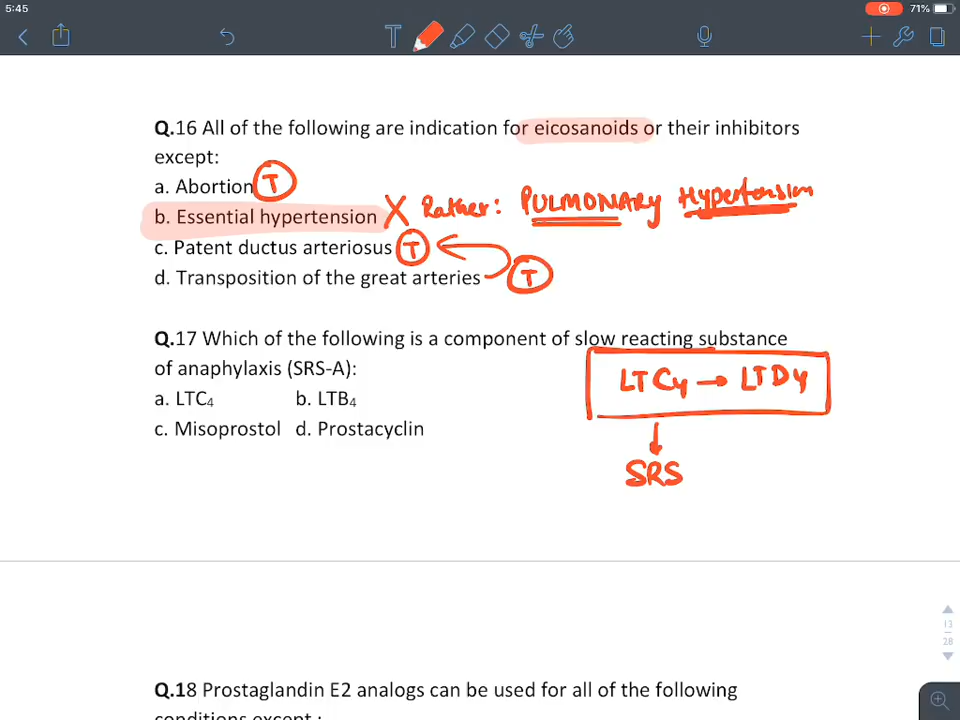 5:45
71%
T
Q.16 All of the following are indication for eicosanoids or their inhibitors
except:
a. Abortion T
b. Essential hypertension X Rather: PULMONARY Hypertension
c. Patent ductus arteriosus T
d. Transposition of the great arteries T
Q.17 Which of the following is a component of slow reacting substance
of anaphylaxis (SRS-A):
LTC4 → LTD4
a. LTC4 b. LTB4
c. Misoprostol d. Prostacyclin
SRS
13
28
Q.18 Prostaglandin E2 analogs can be used for all of the following
conditions except :